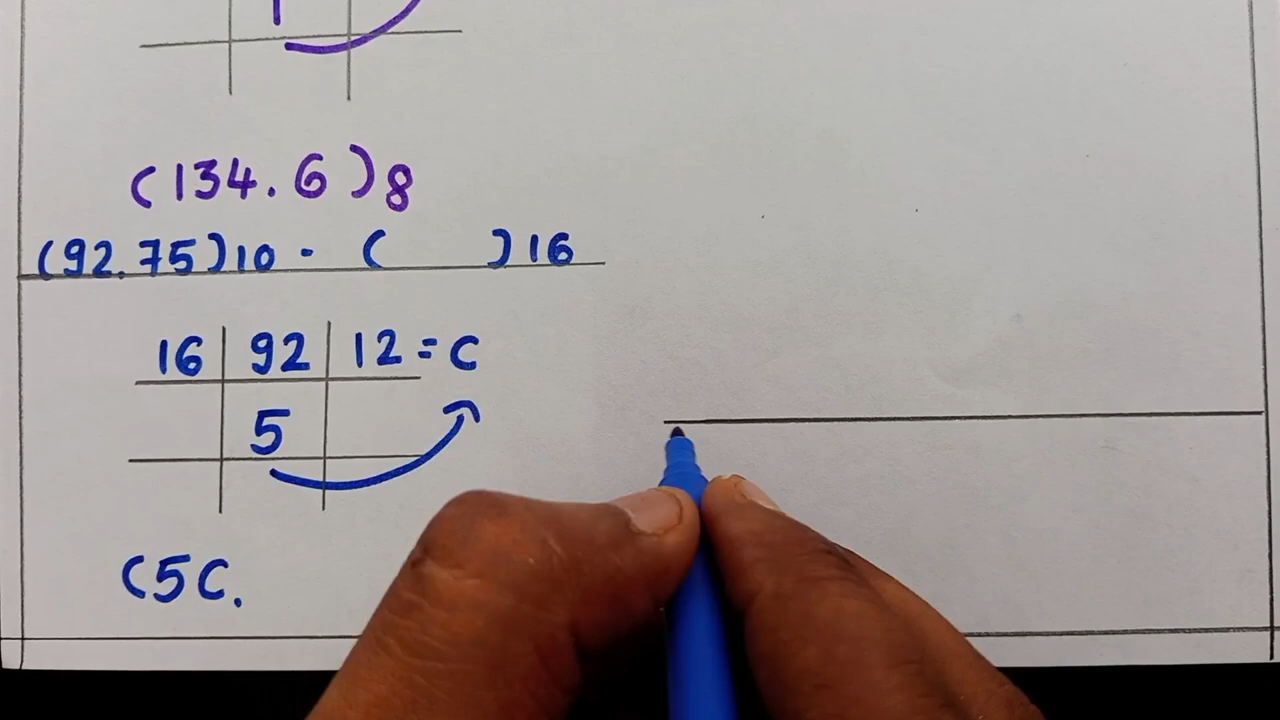 (134.6)8
(92.75)10 - (        )16
16 | 92 | 12 = C
5
(5C.